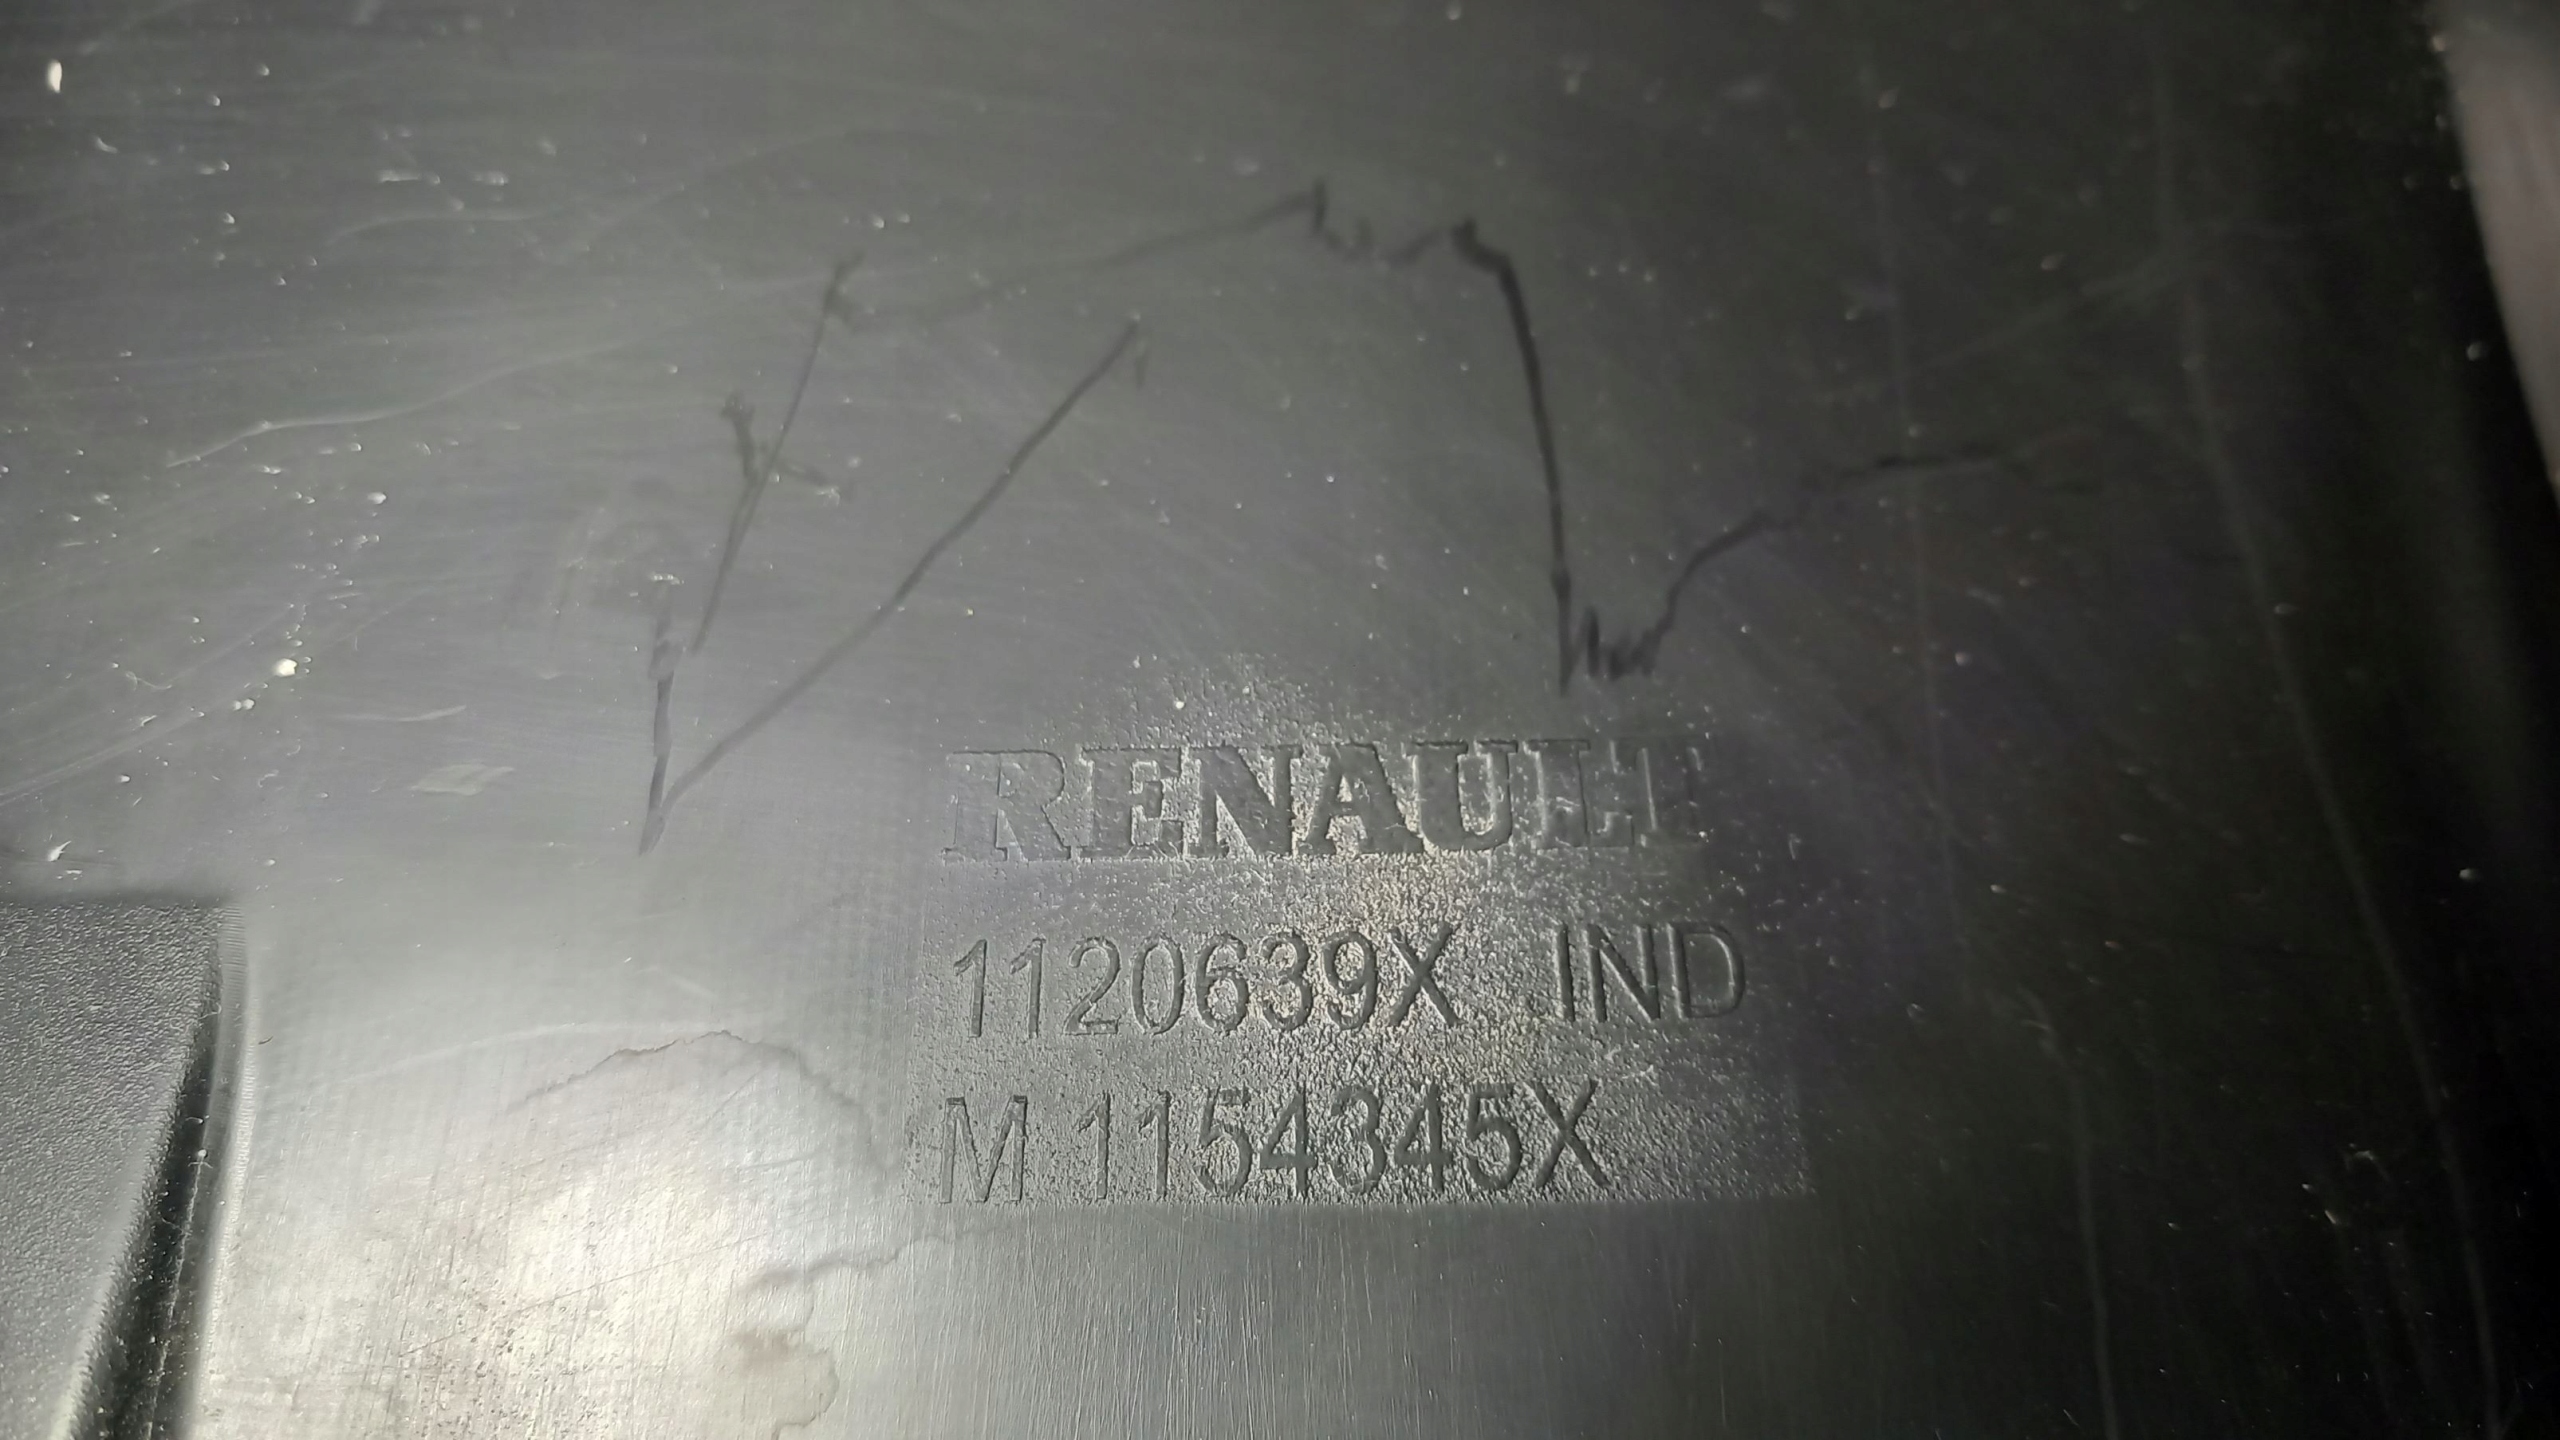 RENAULT
1120639X IND
M 1154345X